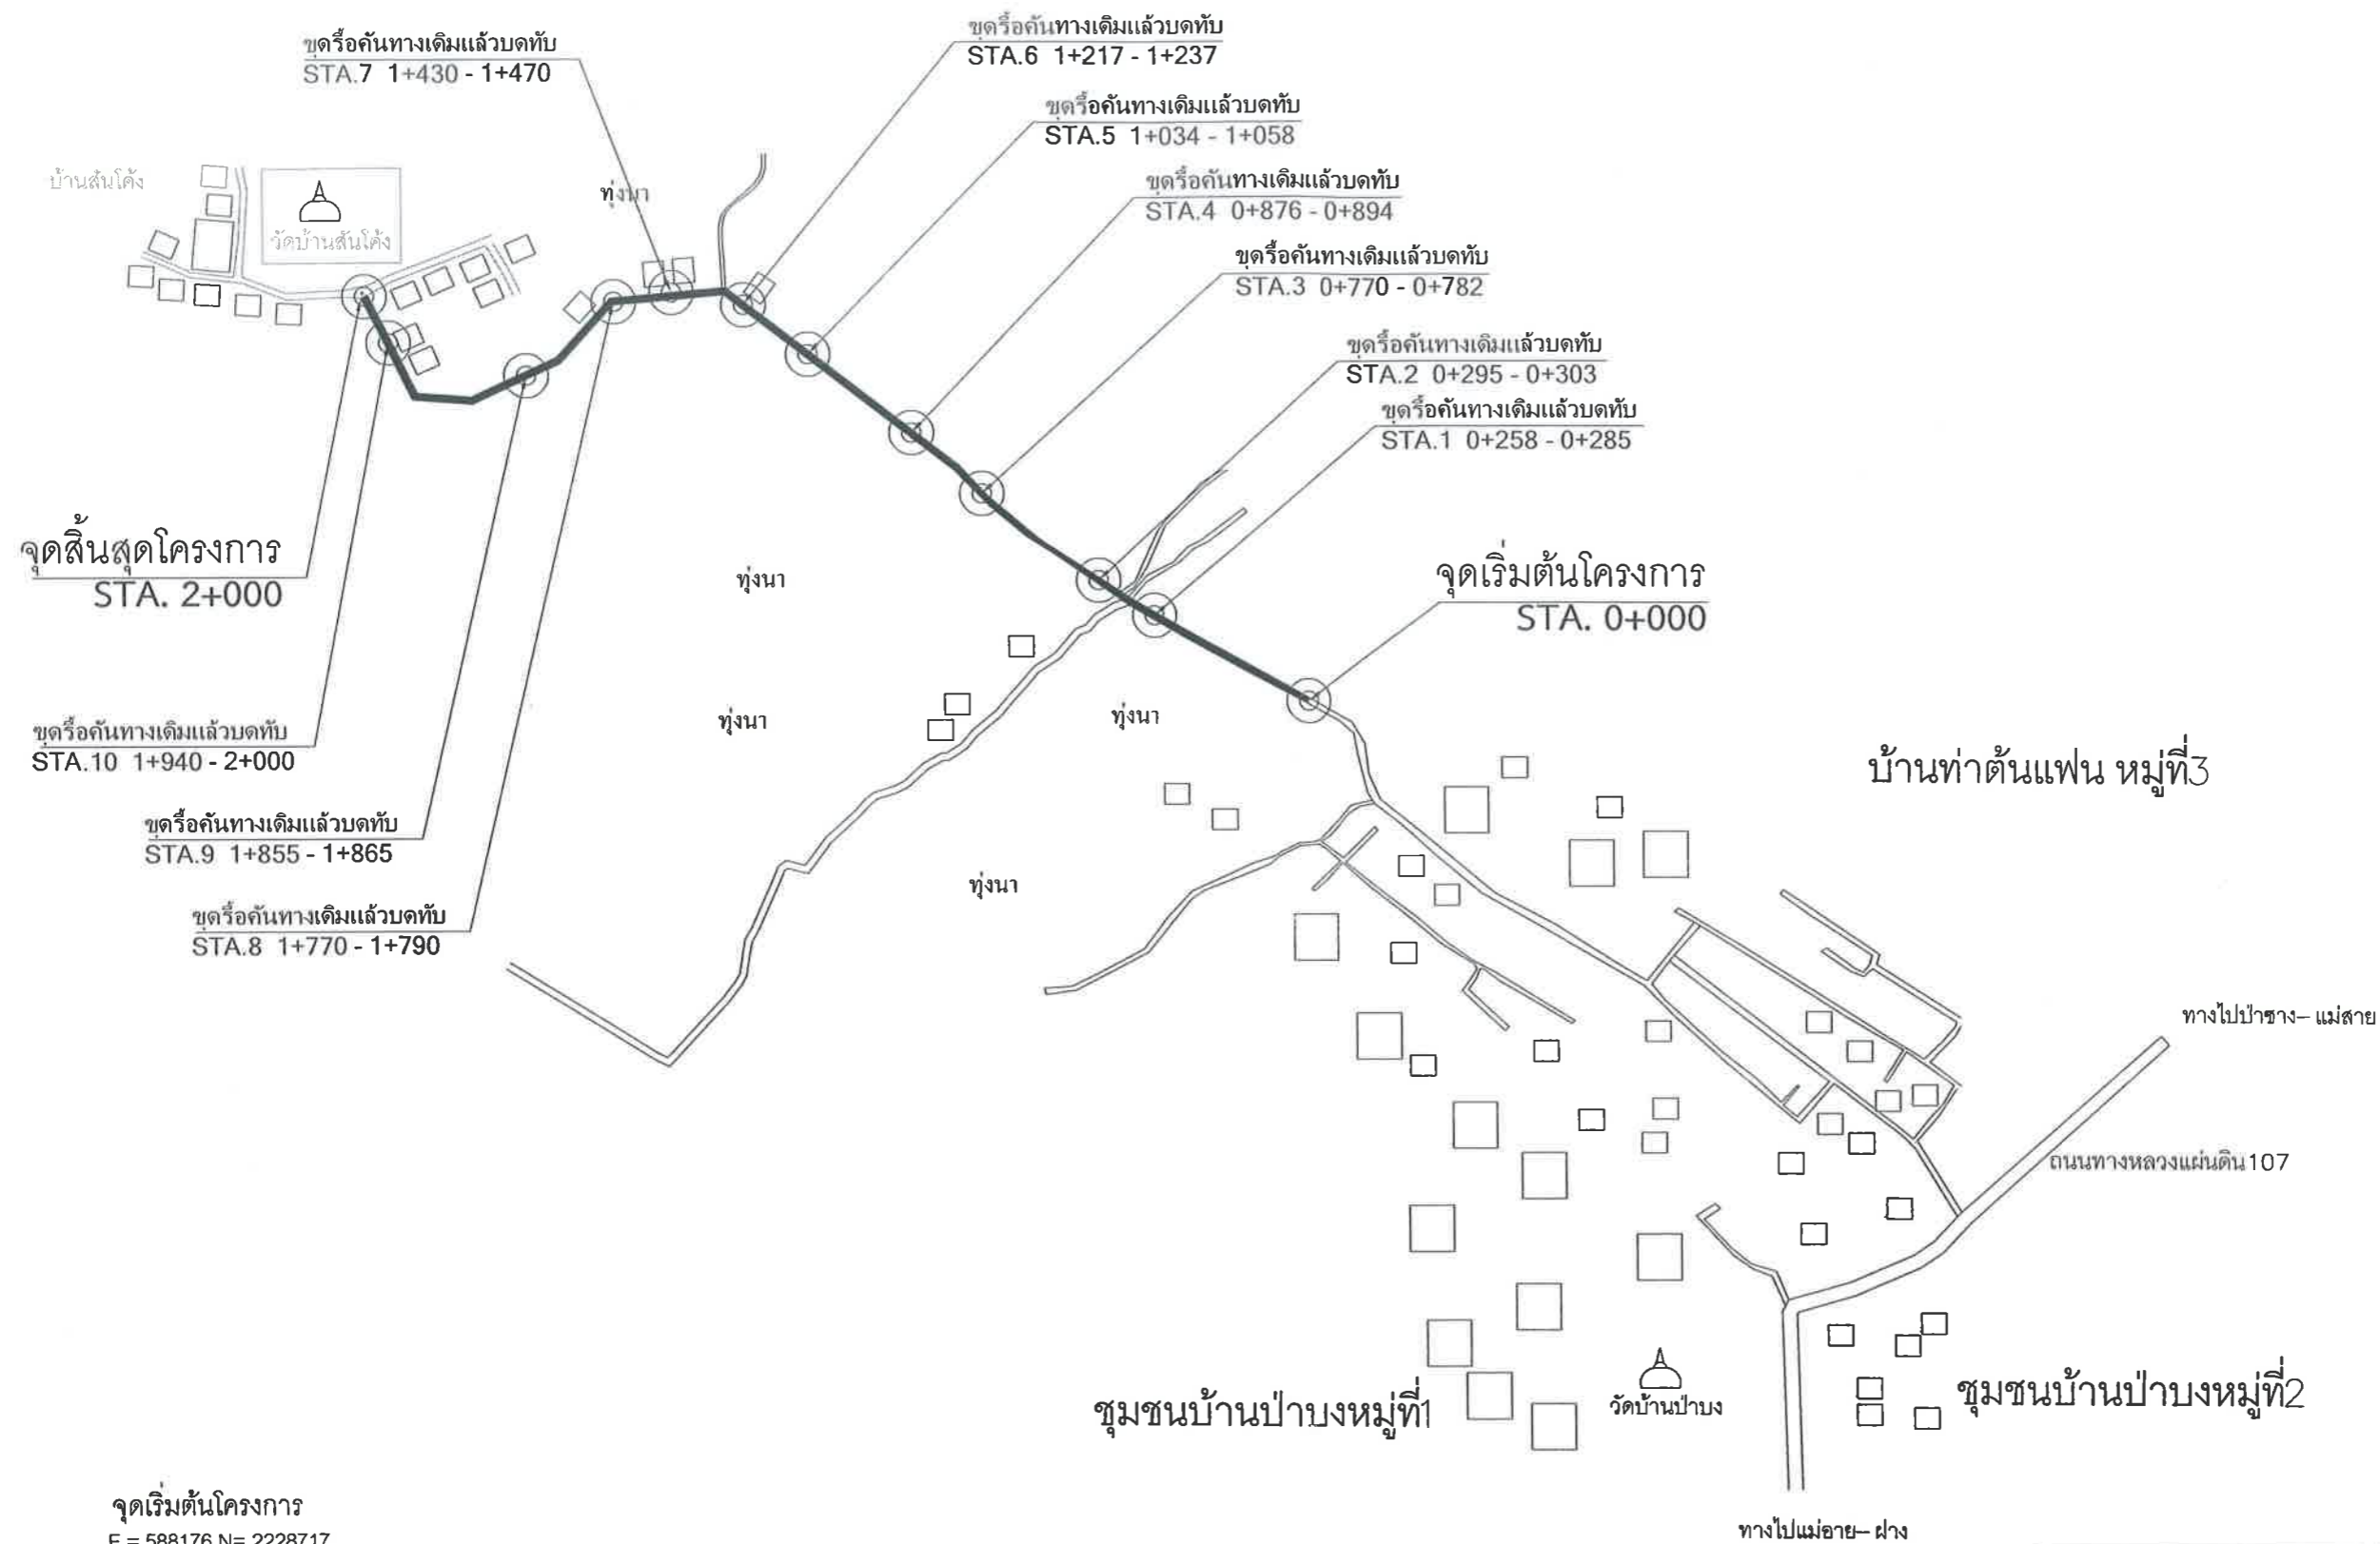 ขุดรื้อคันทางเดิมแล้วบดทับ
STA.7 1+430 - 1+470
ขุดรื้อคันทางเดิมแล้วบดทับ
STA.6 1+217 - 1+237
ขุดรื้อคันทางเดิมแล้วบดทับ
STA.5 1+034 - 1+058
ขุดรื้อคันทางเดิมแล้วบดทับ
STA.4 0+876 - 0+894
ขุดรื้อคันทางเดิมแล้วบดทับ
STA.3 0+770 - 0+782
ขุดรื้อคันทางเดิมแล้วบดทับ
STA.2 0+295 - 0+303
ขุดรื้อคันทางเดิมแล้วบดทับ
STA.1 0+258 - 0+285
บ้านสันโค้ง
วัดบ้านสันโค้ง
ทุ่งนา
จุดสิ้นสุดโครงการ
STA. 2+000
ทุ่งนา
จุดเริ่มต้นโครงการ
STA. 0+000
ทุ่งนา
ทุ่งนา
ขุดรื้อคันทางเดิมแล้วบดทับ
STA.10 1+940 - 2+000
บ้านท่าต้นแฟน หมู่ที่3
ขุดรื้อคันทางเดิมแล้วบดทับ
STA.9 1+855 - 1+865
ทุ่งนา
ขุดรื้อคันทางเดิมแล้วบดทับ
STA.8 1+770 - 1+790
ทางไปป่าซาง– แม่สาย
ถนนทางหลวงแผ่นดิน107
ชุมชนบ้านป่าบงหมู่ที่1
วัดบ้านป่าบง
ชุมชนบ้านป่าบงหมู่ที่2
จุดเริ่มต้นโครงการ
E = 588176 N= 2228717
ทางไปแม่อาย– ฝาง